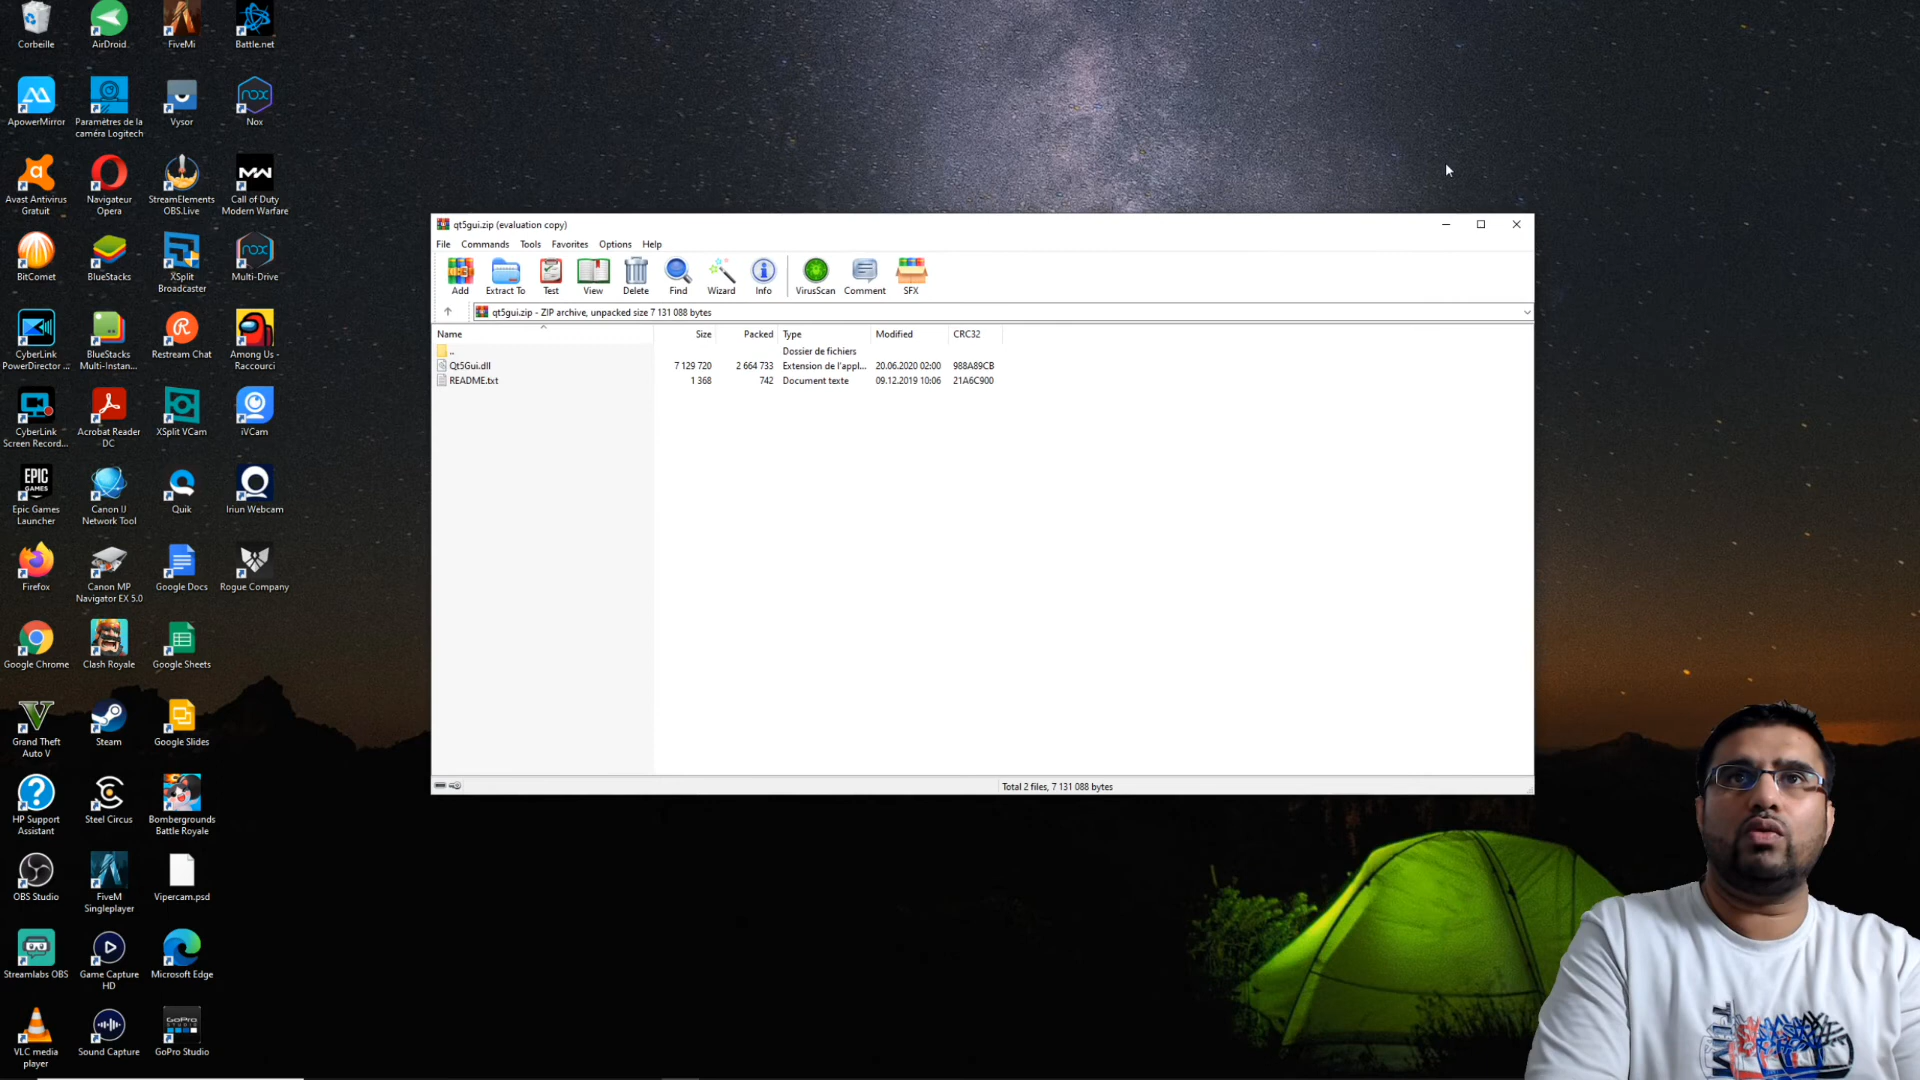 Corbeille
AirDroid
FiveMi
Battle.net
ApowerMirror
Paramètres de la
caméra Logitech
Vysor
nox
Nox
Avast Antivirus
Gratuit
Navigateur
Opera
StreamElements
OBS.Live
MW
Call of Duty
Modern Warfare
BitComet
BlueStacks
XSplit
Broadcaster
nox
Multi-Drive
CyberLink
PowerDirector ...
BlueStacks
Multi-Instan...
Restream Chat
Among Us -
Raccourci
CyberLink
Screen Record...
Acrobat Reader
DC
XSplit VCam
iVCam
EPIC
GAMES
Epic Games
Launcher
Canon IJ
Network Tool
Quik
Iriun Webcam
Firefox
Canon MP
Navigator EX 5.0
Google Docs
Rogue Company
Google Chrome
Clash Royale
Google Sheets
Grand Theft
Auto V
Steam
Google Slides
HP Support
Assistant
Steel Circus
Bombergrounds
Battle Royale
OBS Studio
FiveM
Singleplayer
Vipercam.psd
Streamlabs OBS
Game Capture
HD
Microsoft Edge
VLC media
player
Sound Capture
GoPro
STUDIO
GoPro Studio
qt5gui.zip (evaluation copy)
File Commands Tools Favorites Options Help
Add Extract To Test View Delete Find Wizard Info VirusScan Comment SFX
qt5gui.zip - ZIP archive, unpacked size 7 131 088 bytes
Name Size Packed Type Modified CRC32
.. Dossier de fichiers
Qt5Gui.dll 7 129 720 2 664 733 Extension de l'appl... 20.06.2020 02:00 988A89CB
README.txt 1 368 742 Document texte 09.12.2019 10:06 21A6C900
Total 2 files, 7 131 088 bytes